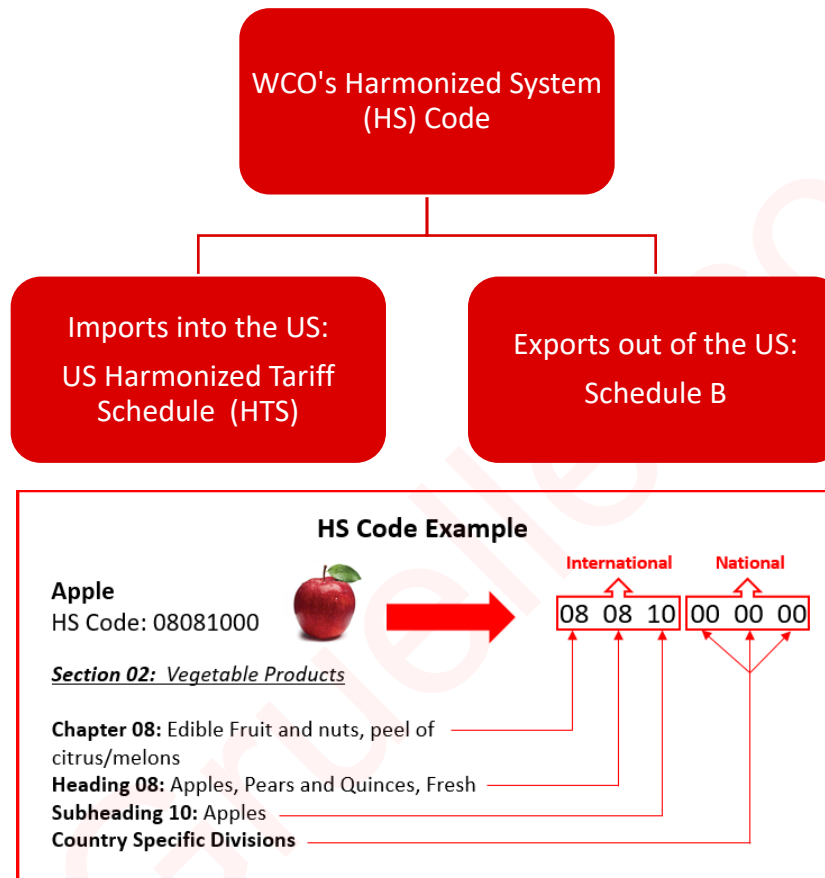 WCO's Harmonized System
(HS) Code
Imports into the US:
US Harmonized Tariff
Schedule (HTS)
Exports out of the US:
Schedule B
HS Code Example
International
National
Apple
HS Code: 08081000
08 08 10 00 00 00
Section 02: Vegetable Products
Chapter 08: Edible Fruit and nuts, peel of
citrus/melons
Heading 08: Apples, Pears and Quinces, Fresh
Subheading 10: Apples
Country Specific Divisions